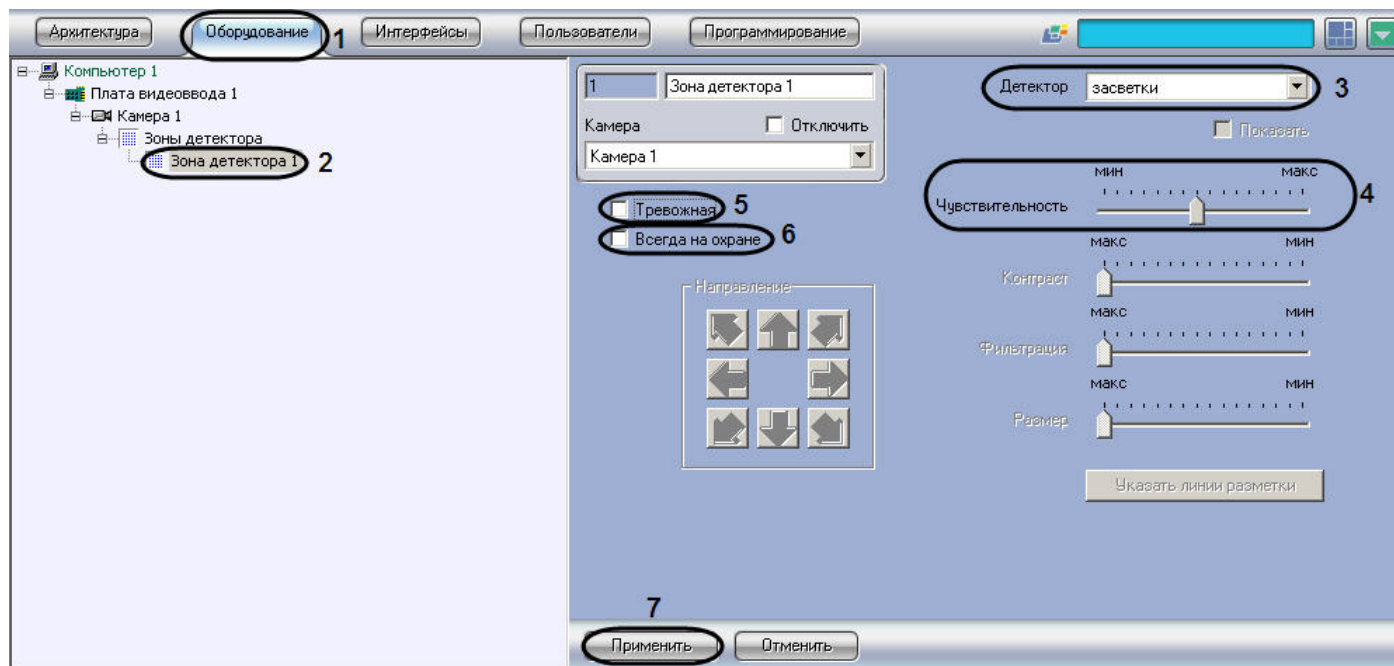 Архитектура Оборудование 1 Интерфейсы Пользователи Программирование
Компьютер 1
Плата видеоввода 1
Камера 1
Зоны детектора
Зона детектора 1 2
1 Зона детектора 1
Камера Отключить
Камера 1
Тревожная 5
Всегда на охране 6
Направление
Детектор засветки 3
Показать
мин макс
Чувствительность 4
макс мин
Контраст
макс мин
Фильтрация
макс мин
Размер
Указать линии разметки
7
Применить Отменить